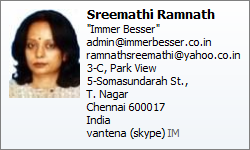 Sreemathi Ramnath
"Immer Besser"
admin@immerbesser.co.in
ramnathsreemathi@yahoo.co.in
3-C, Park View
5-Somasundarah St.,
T. Nagar
Chennai 600017
India
vantena (skype) IM